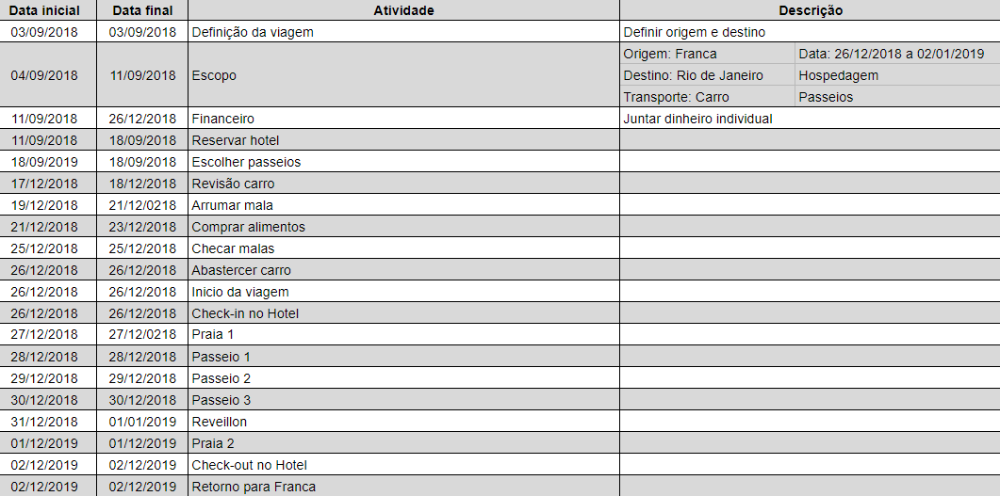 Data inicial Data final Atividade Descrição
03/09/2018 03/09/2018 Definição da viagem Definir origem e destino
Origem: Franca Data: 26/12/2018 a 02/01/2019
04/09/2018 11/09/2018 Escopo Destino: Rio de Janeiro Hospedagem
Transporte: Carro Passeios
11/09/2018 26/12/2018 Financeiro Juntar dinheiro individual
11/09/2018 18/09/2018 Reservar hotel
18/09/2019 18/09/2018 Escolher passeios
17/12/2018 18/12/2018 Revisão carro
19/12/2018 21/12/0218 Arrumar mala
21/12/2018 23/12/2018 Comprar alimentos
25/12/2018 25/12/2018 Checar malas
26/12/2018 26/12/2018 Abastercer carro
26/12/2018 26/12/2018 Inicio da viagem
26/12/2018 26/12/2018 Check-in no Hotel
27/12/2018 27/12/0218 Praia 1
28/12/2018 28/12/2018 Passeio 1
29/12/2018 29/12/2018 Passeio 2
30/12/2018 30/12/2018 Passeio 3
31/12/2018 01/01/2019 Reveillon
01/12/2019 01/12/2019 Praia 2
02/12/2019 02/12/2019 Check-out no Hotel
02/12/2019 02/12/2019 Retorno para Franca